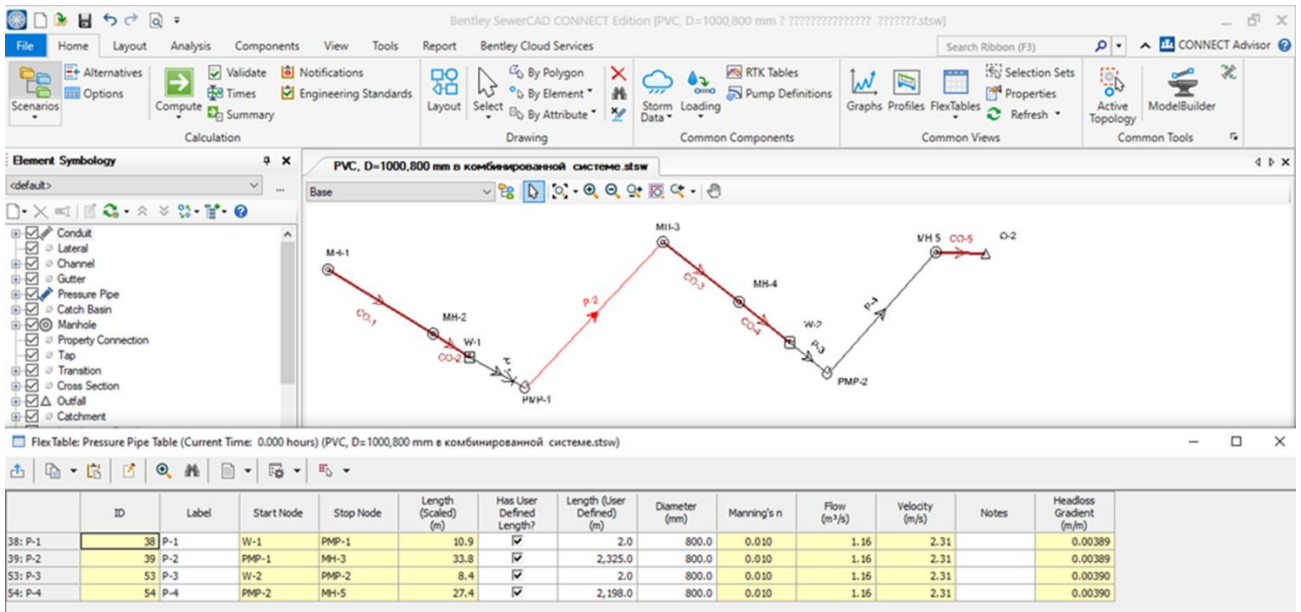 Bentley SewerCAD CONNECT Edition [PVC, D=1000,800 mm ? ??????????????? ???????.stsw]
File Home Layout Analysis Components View Tools Report Bentley Cloud Services Search Ribbon (F3) CONNECT Advisor
Scenarios Alternatives Options Compute Validate Times Summary Notifications Engineering Standards
Calculation
Layout Select By Polygon By Element By Attribute
Drawing
Storm Data Loading RTK Tables Pump Definitions
Common Components
Graphs Profiles FlexTables Selection Sets Properties Refresh
Common Views
Active Topology ModelBuilder
Common Tools
Element Symbology
<default>
Conduit
Lateral
Channel
Gutter
Pressure Pipe
Catch Basin
Manhole
Property Connection
Tap
Transition
Cross Section
Outfall
Catchment
PVC, D=1000,800 mm в комбинированной системе.stsw
Base
MH-1
CO-1
MH-2
CO-2
W-1
PMP-1
P-2
MH-3
CO-3
MH-4
CO-4
W-2
P-3
PMP-2
P-4
MH 5
CO-5
O-2
FlexTable: Pressure Pipe Table (Current Time: 0.000 hours) (PVC, D=1000,800 mm в комбинированной системе.stsw)
ID Label Start Node Stop Node Length (Scaled) (m) Has User Defined Length? Length (User Defined) (m) Diameter (mm) Manning's n Flow (m³/s) Velocity (m/s) Notes Headloss Gradient (m/m)
38: P-1 38 P-1 W-1 PMP-1 10.9 2.0 800.0 0.010 1.16 2.31 0.00389
39: P-2 39 P-2 PMP-1 MH-3 33.8 2,325.0 800.0 0.010 1.16 2.31 0.00389
53: P-3 53 P-3 W-2 PMP-2 8.4 2.0 800.0 0.010 1.16 2.31 0.00390
54: P-4 54 P-4 PMP-2 MH-5 27.4 2,198.0 800.0 0.010 1.16 2.31 0.00390